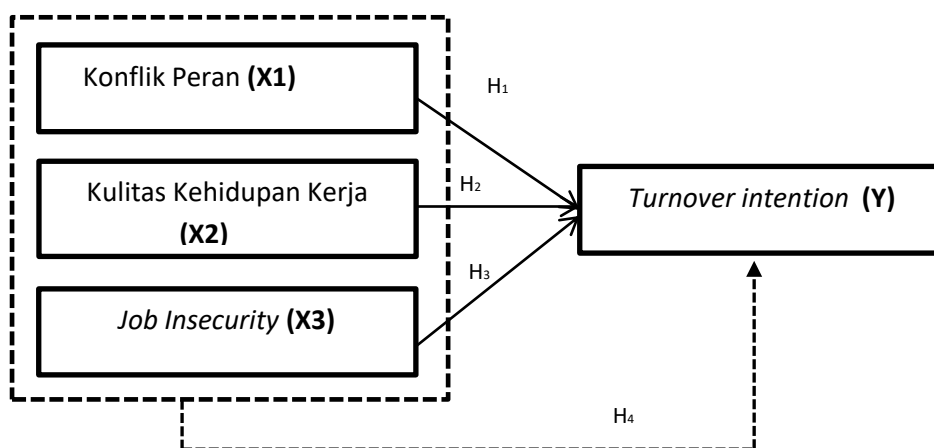 Konflik Peran (X1)
H₁
Kulitas Kehidupan Kerja
(X2)
H₂
Turnover intention (Y)
H₃
Job Insecurity (X3)
H₄